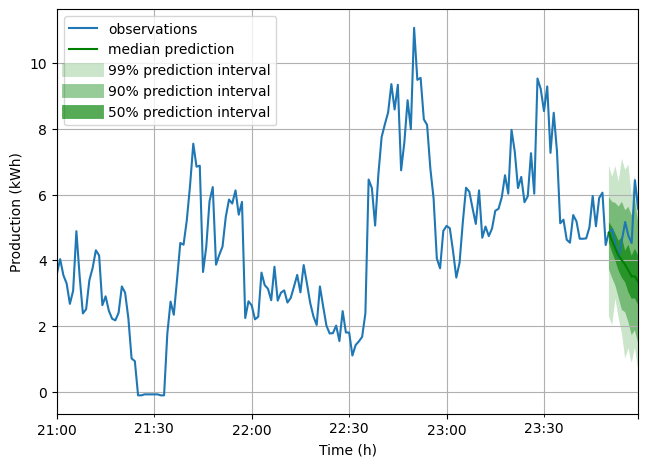 observations
median prediction
99% prediction interval
90% prediction interval
50% prediction interval
Production (kWh)
10
8
6
4
2
0
21:00 21:30 22:00 22:30 23:00 23:30
Time (h)